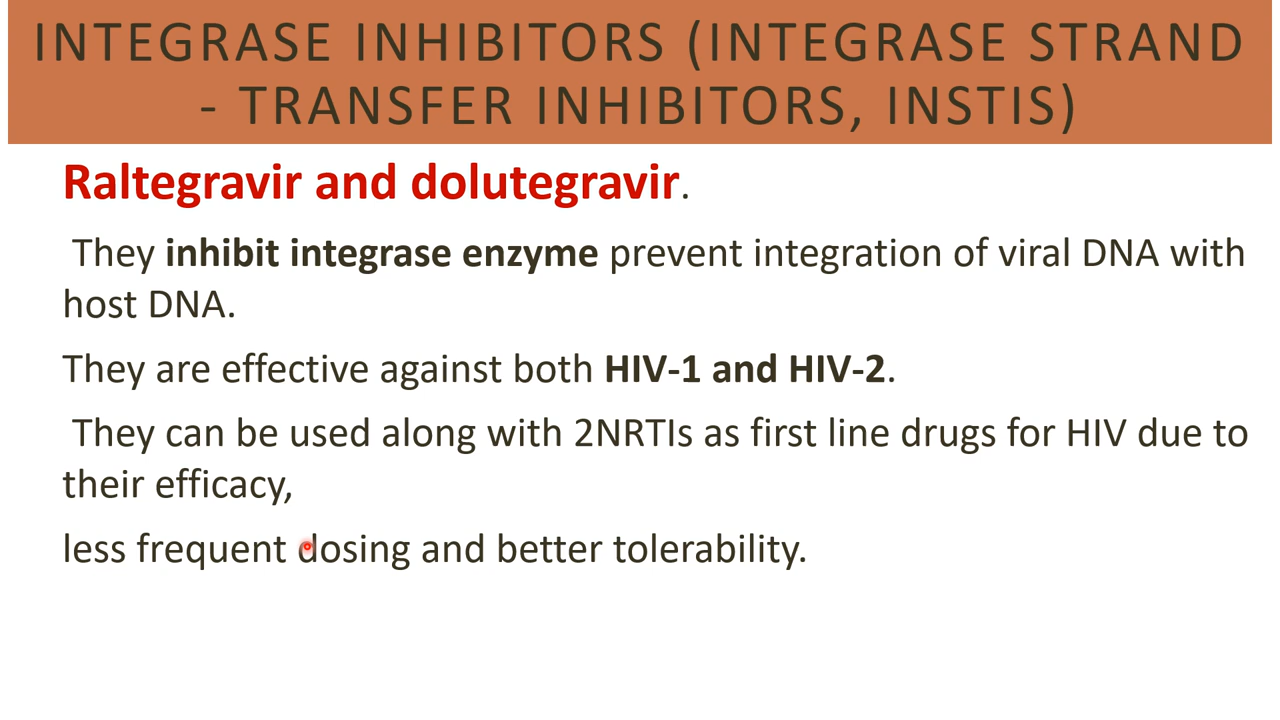 INTEGRASE INHIBITORS (INTEGRASE STRAND
- TRANSFER INHIBITORS, INSTIS)
Raltegravir and dolutegravir.
They inhibit integrase enzyme prevent integration of viral DNA with
host DNA.
They are effective against both HIV-1 and HIV-2.
They can be used along with 2NRTIs as first line drugs for HIV due to
their efficacy,
less frequent dosing and better tolerability.